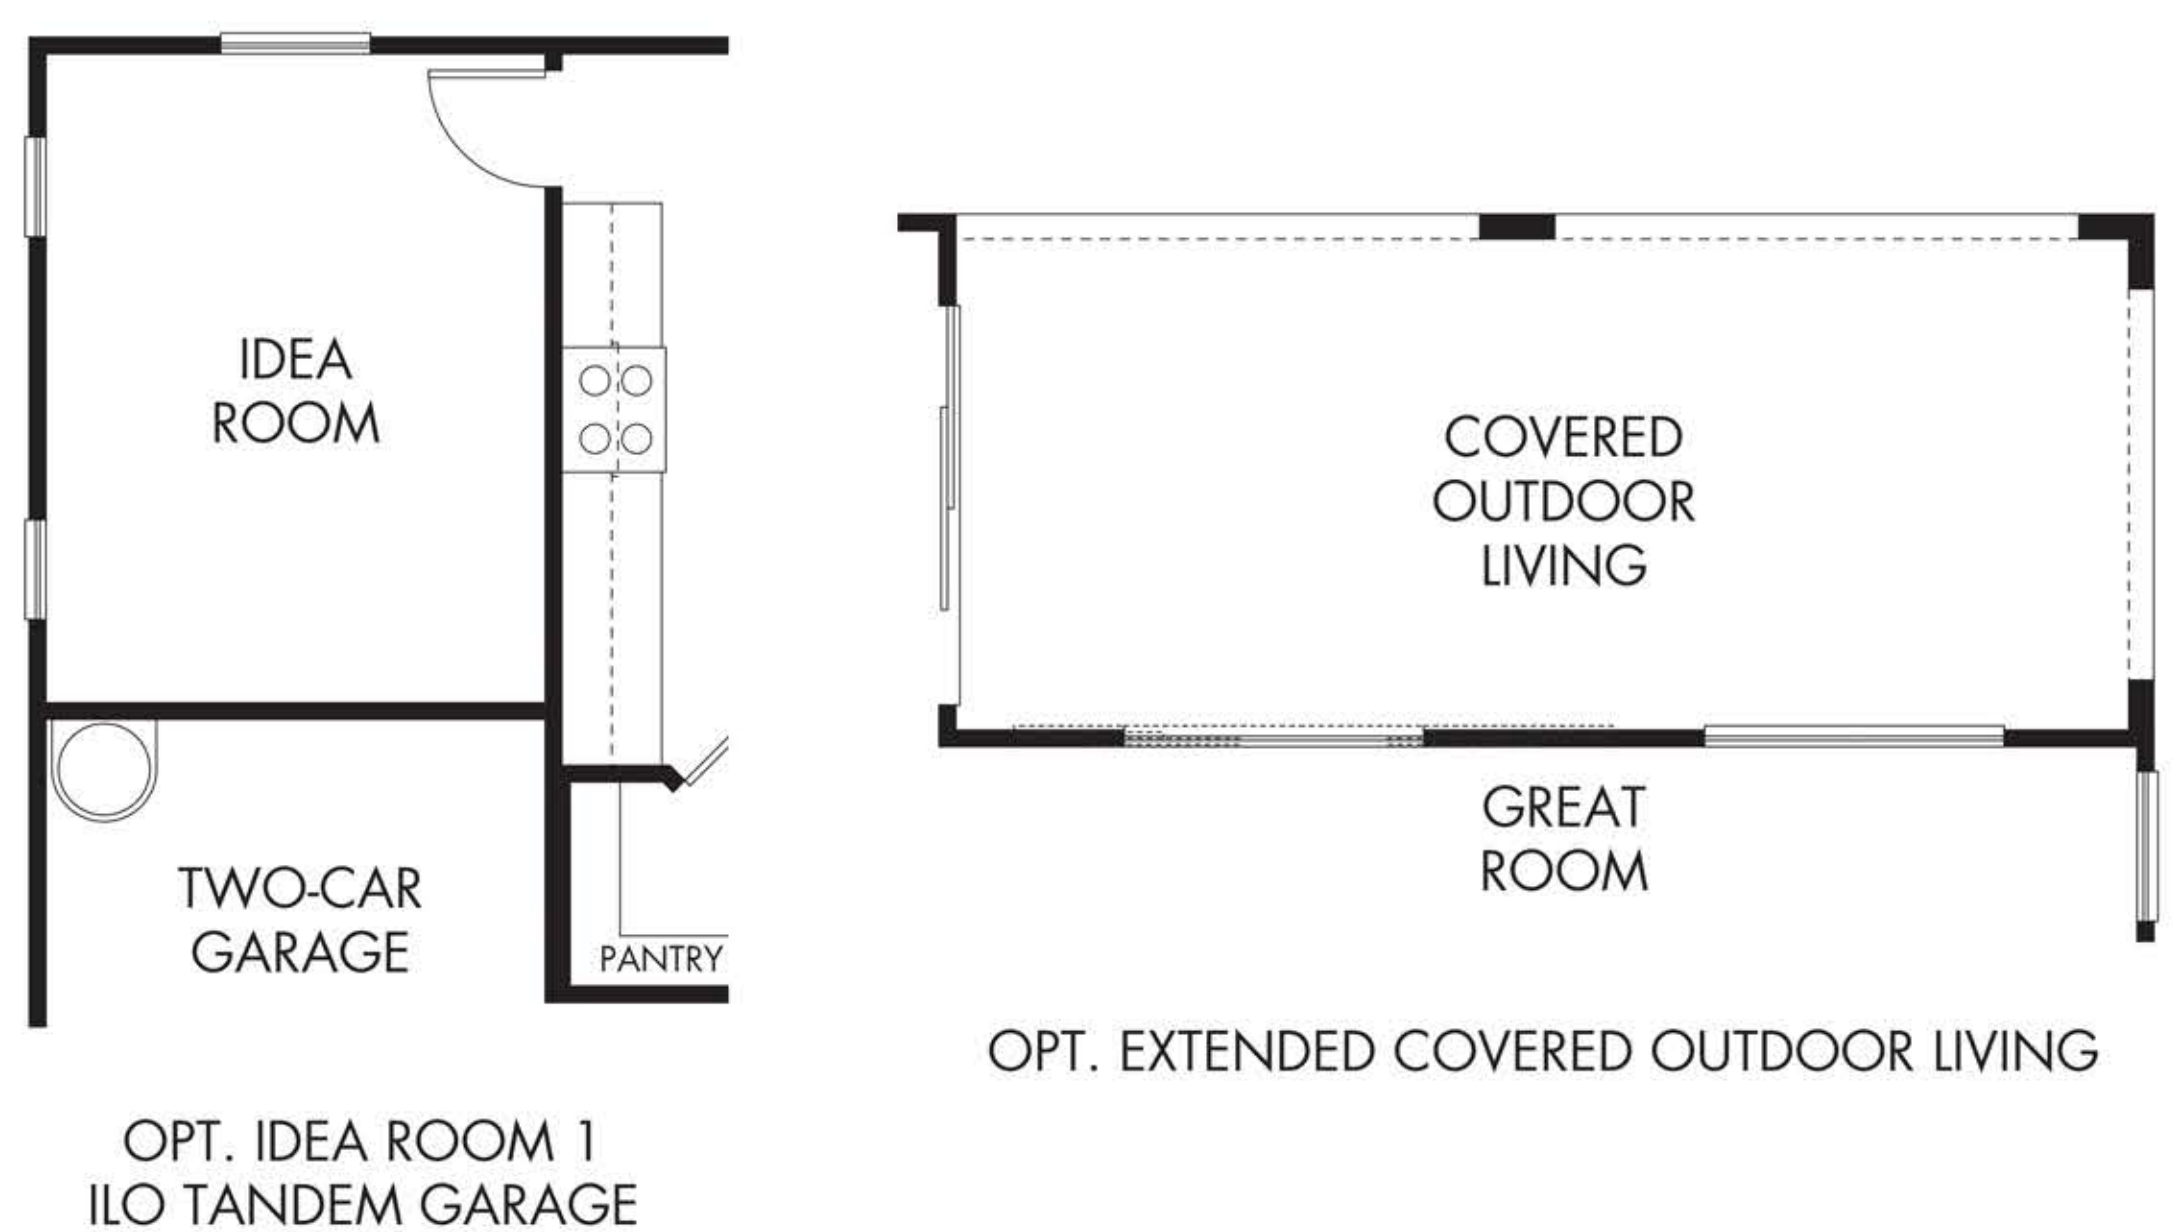 IDEA
ROOM
TWO-CAR
GARAGE
PANTRY
OPT. IDEA ROOM 1
ILO TANDEM GARAGE
COVERED
OUTDOOR
LIVING
GREAT
ROOM
OPT. EXTENDED COVERED OUTDOOR LIVING